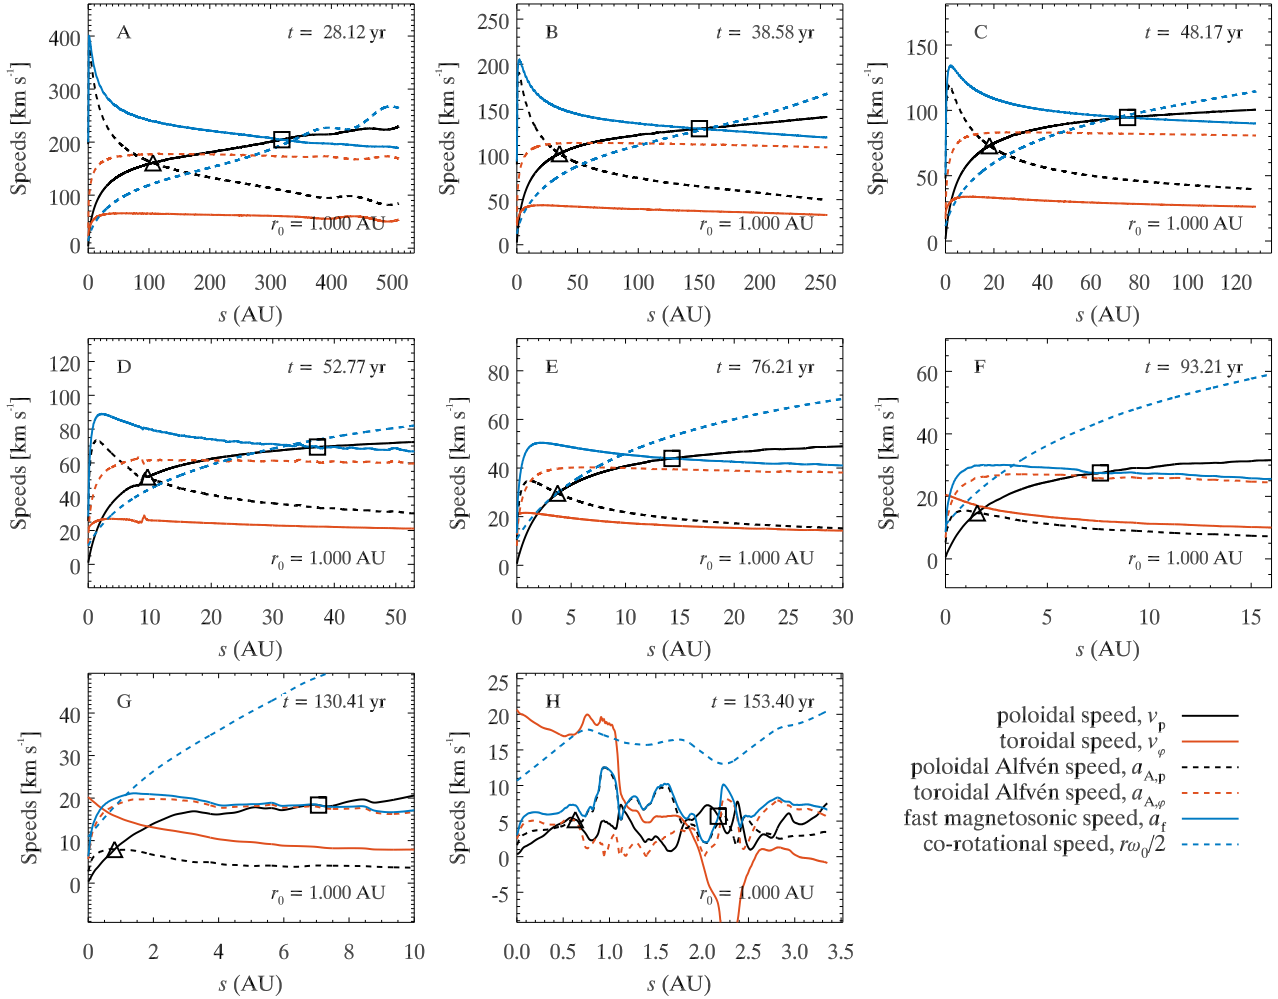 A
t = 28.12 yr
400
300
200
100
0
Speeds [km s⁻¹]
r₀ = 1.000 AU
0 100 200 300 400 500
s (AU)
B
t = 38.58 yr
250
200
150
100
50
0
Speeds [km s⁻¹]
r₀ = 1.000 AU
0 50 100 150 200 250
s (AU)
C
t = 48.17 yr
150
100
50
0
Speeds [km s⁻¹]
r₀ = 1.000 AU
0 20 40 60 80 100 120
s (AU)
D
t = 52.77 yr
120
100
80
60
40
20
0
Speeds [km s⁻¹]
r₀ = 1.000 AU
0 10 20 30 40 50
s (AU)
E
t = 76.21 yr
80
60
40
20
0
Speeds [km s⁻¹]
r₀ = 1.000 AU
0 5 10 15 20 25 30
s (AU)
F
t = 93.21 yr
60
40
20
0
Speeds [km s⁻¹]
r₀ = 1.000 AU
0 5 10 15
s (AU)
G
t = 130.41 yr
40
30
20
10
0
Speeds [km s⁻¹]
r₀ = 1.000 AU
0 2 4 6 8 10
s (AU)
H
t = 153.40 yr
25
20
15
10
5
0
-5
Speeds [km s⁻¹]
r₀ = 1.000 AU
0.0 0.5 1.0 1.5 2.0 2.5 3.0 3.5
s (AU)
poloidal speed, vₚ
toroidal speed, v_φ
poloidal Alfvén speed, a_A,p
toroidal Alfvén speed, a_A,φ
fast magnetosonic speed, a_f
co-rotational speed, rω₀/2